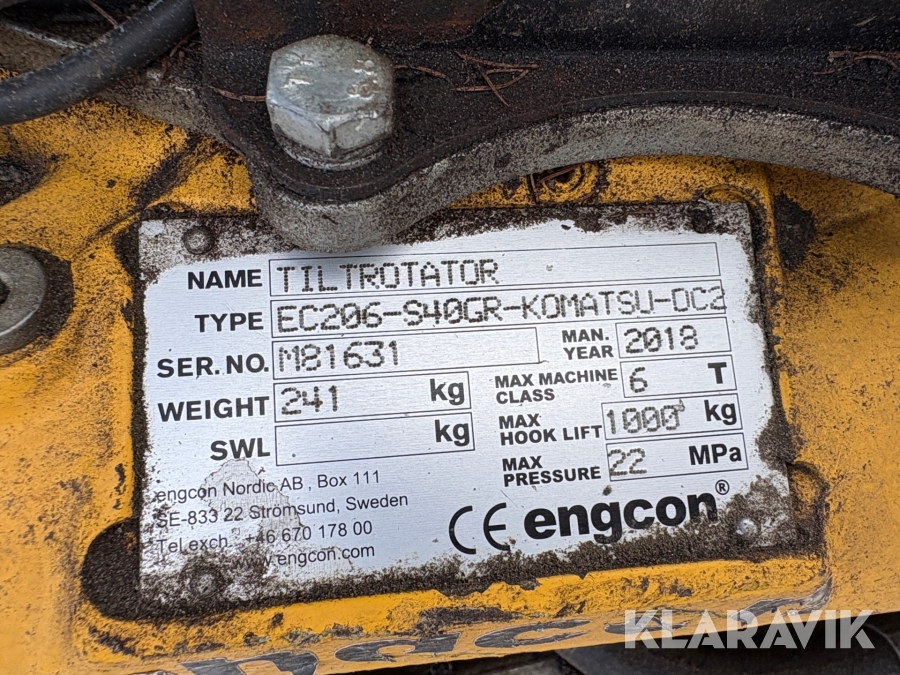 NAME TILTROTATOR
TYPE EC206-S40GR-KOMATSU-DC2
SER.NO. M81631
MAN. YEAR 2018
WEIGHT 241 kg
MAX MACHINE CLASS 6 T
SWL kg
MAX HOOK LIFT 1000 kg
MAX PRESSURE 22 MPa
engcon Nordic AB, Box 111
SE-833 22 Strömsund, Sweden
Tel.exch. +46 670 178 00
www.engcon.com
CE engcon®
KLARAVIK